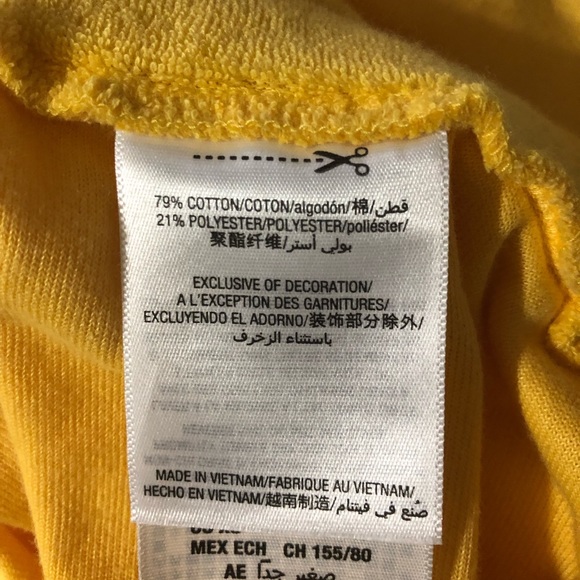 79% COTTON/COTON/algodón/棉/قطن
21% POLYESTER/POLYESTER/poliéster/
聚酯纤维/بولي أستر
EXCLUSIVE OF DECORATION/
A L'EXCEPTION DES GARNITURES/
EXCLUYENDO EL ADORNO/装饰部分除外/
باستثناء الزخرف
MADE IN VIETNAM/FABRIQUE AU VIETNAM/
HECHO EN VIETNAM/越南制造/صُنع في فيتنام
MEX ECH CH 155/80
AE صغير جدًا